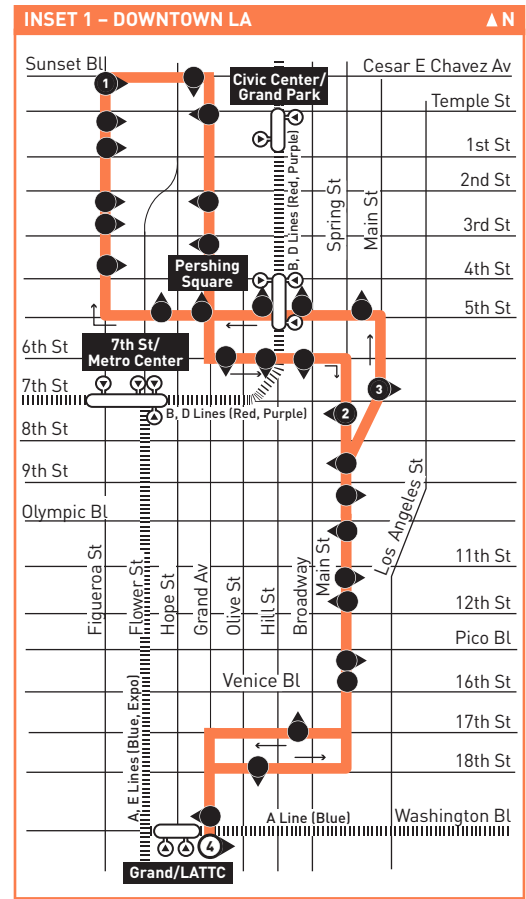 INSET 1 – DOWNTOWN LA
▲N
Sunset Bl
Cesar E Chavez Av
1
Civic Center/
Grand Park
Temple St
1st St
B, D Lines (Red, Purple)
2nd St
Spring St
Main St
3rd St
Pershing
Square
4th St
5th St
6th St
7th St/
Metro Center
7th St
B, D Lines (Red, Purple)
3
2
8th St
9th St
Olympic Bl
Los Angeles St
11th St
Figueroa St
Flower St
Hope St
Grand Av
Olive St
Hill St
Broadway
Main St
12th St
Pico Bl
Venice Bl
16th St
A, E Lines (Blue, Expo)
17th St
18th St
A Line (Blue)
Washington Bl
4
Grand/LATTC